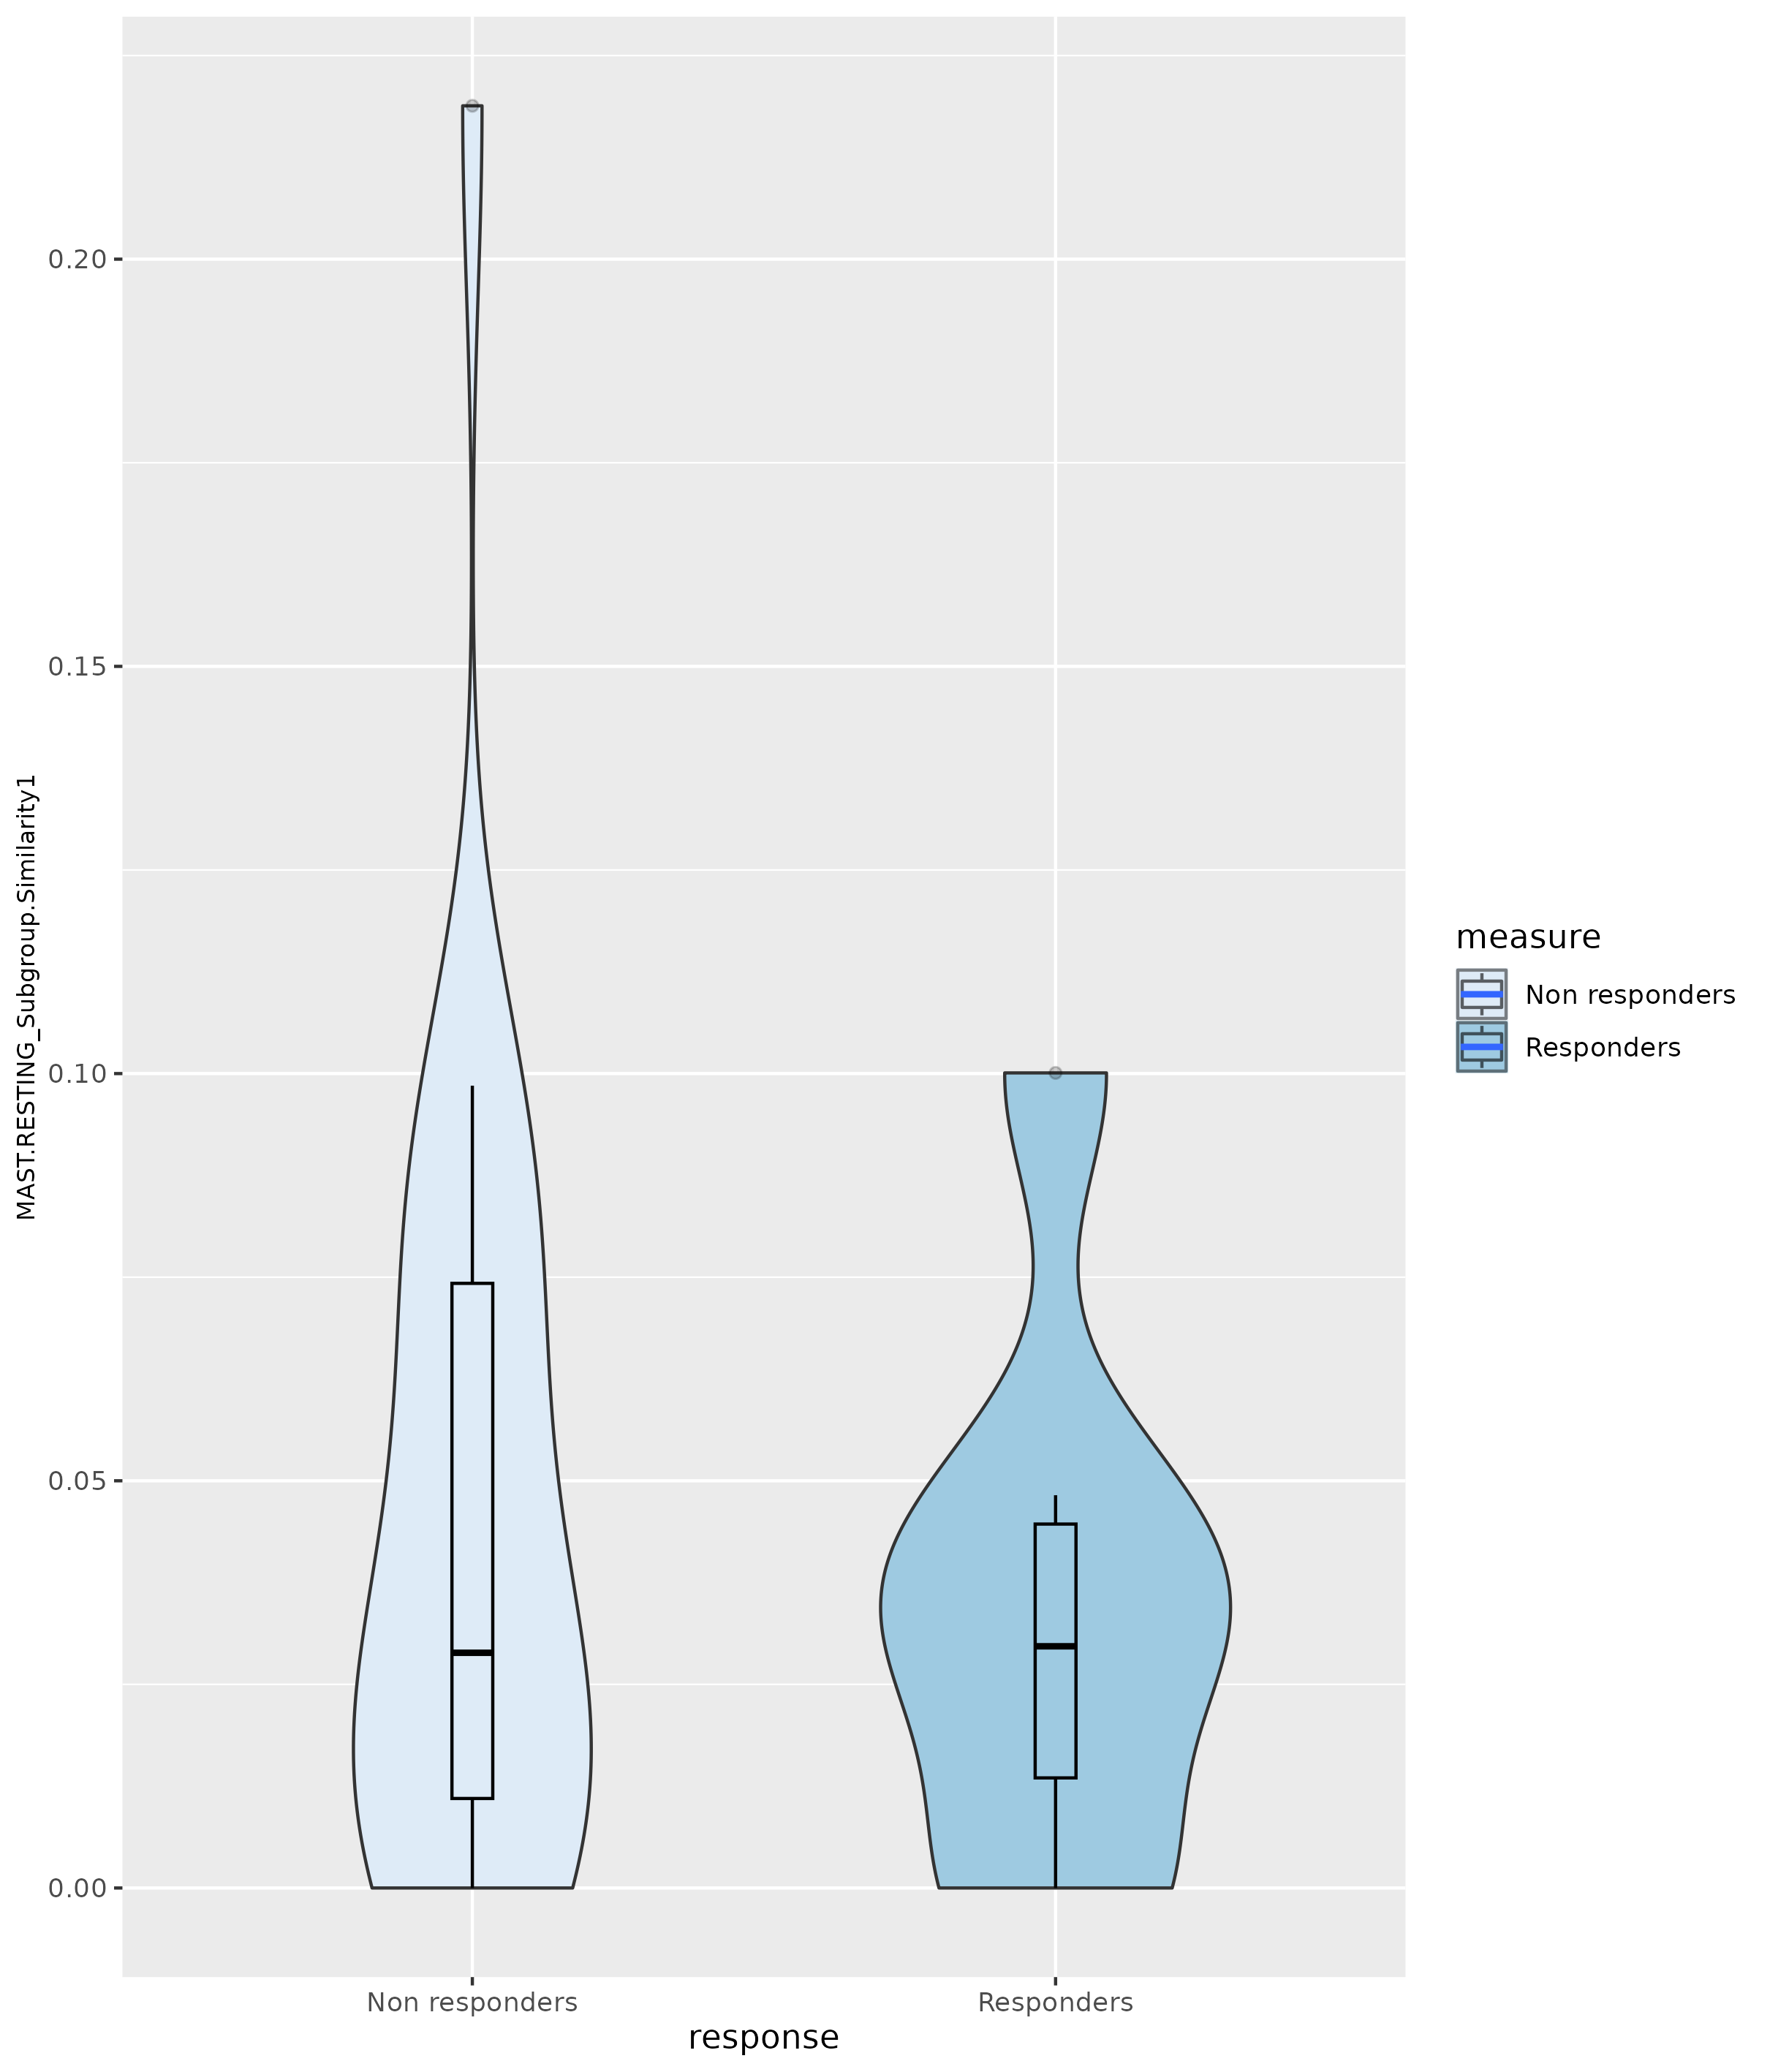 MAST.RESTING_Subgroup.Similarity1
0.20
0.15
0.10
0.05
0.00
Non responders
Responders
response
measure
Non responders
Responders